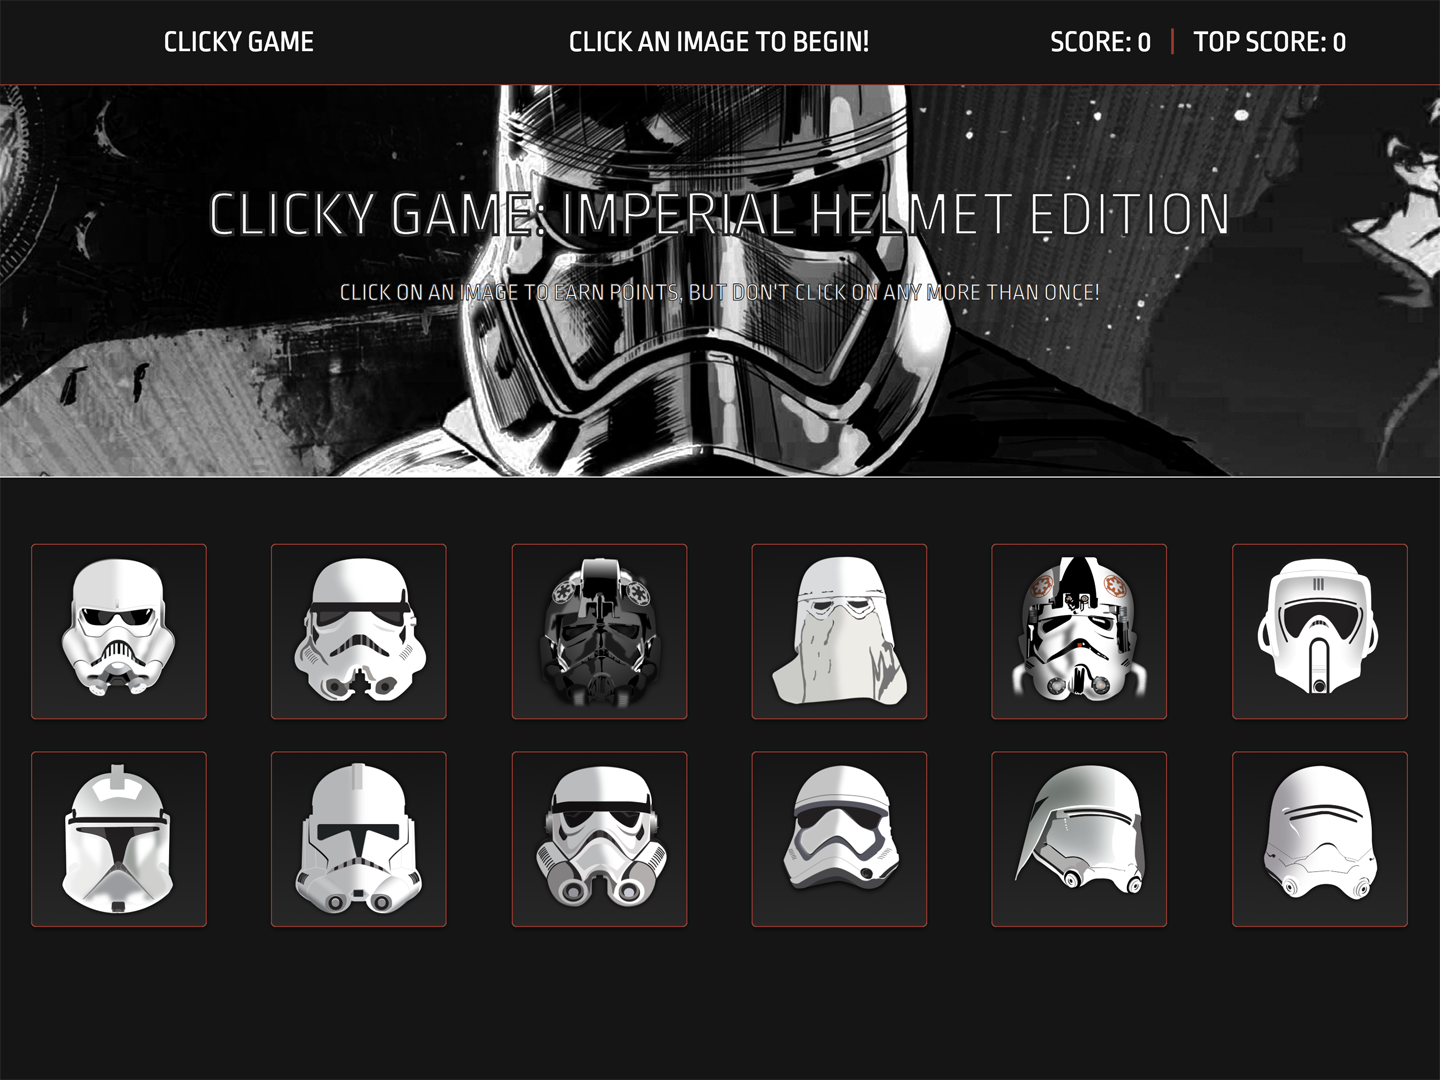 CLICKY GAME
CLICK AN IMAGE TO BEGIN!
SCORE: 0 | TOP SCORE: 0
CLICKY GAME: IMPERIAL HELMET EDITION
CLICK ON AN IMAGE TO EARN POINTS, BUT DON'T CLICK ON ANY MORE THAN ONCE!